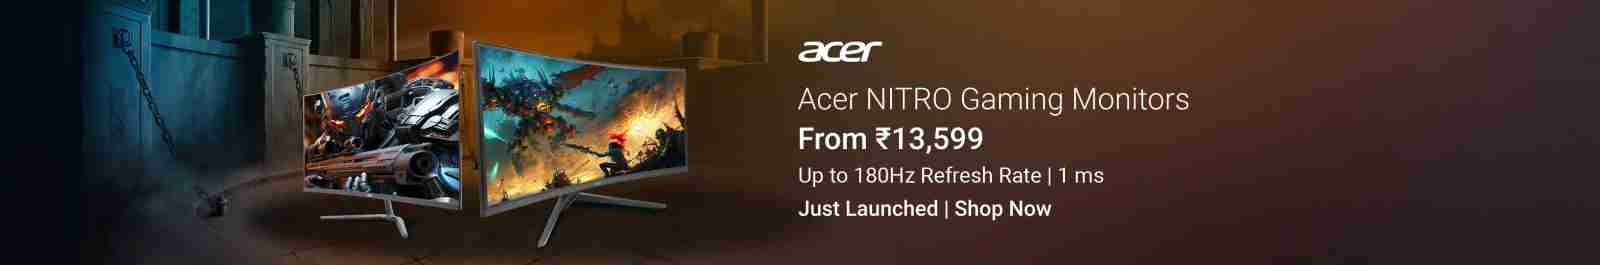 acer
Acer NITRO Gaming Monitors
From ₹13,599
Up to 180Hz Refresh Rate | 1 ms
Just Launched | Shop Now